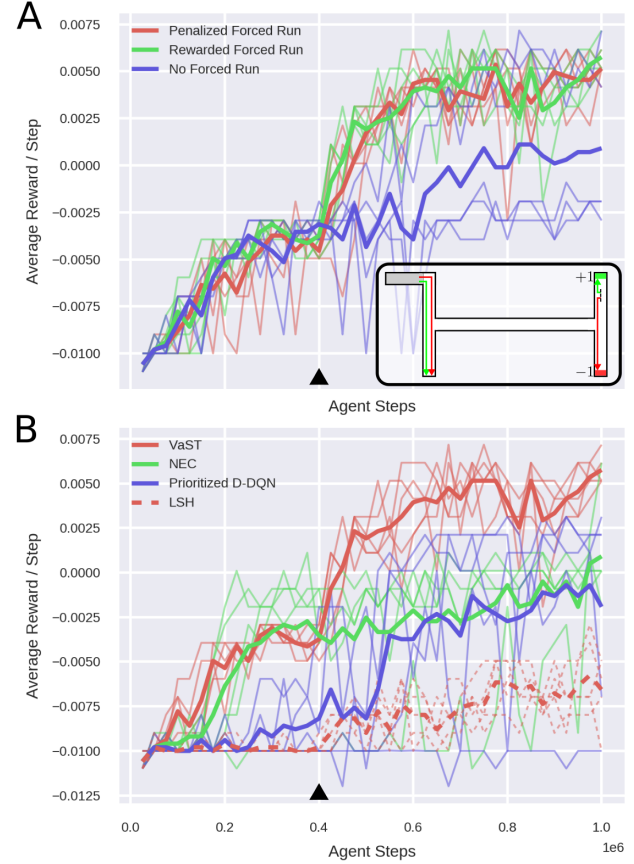 A
0.0075
0.0050
0.0025
0.0000
−0.0025
−0.0050
−0.0075
−0.0100
Average Reward / Step
Penalized Forced Run
Rewarded Forced Run
No Forced Run
+1
−1
Agent Steps
B
0.0075
0.0050
0.0025
0.0000
−0.0025
−0.0050
−0.0075
−0.0100
−0.0125
Average Reward / Step
VaST
NEC
Prioritized D-DQN
LSH
0.0 0.2 0.4 0.6 0.8 1.0
1e6
Agent Steps